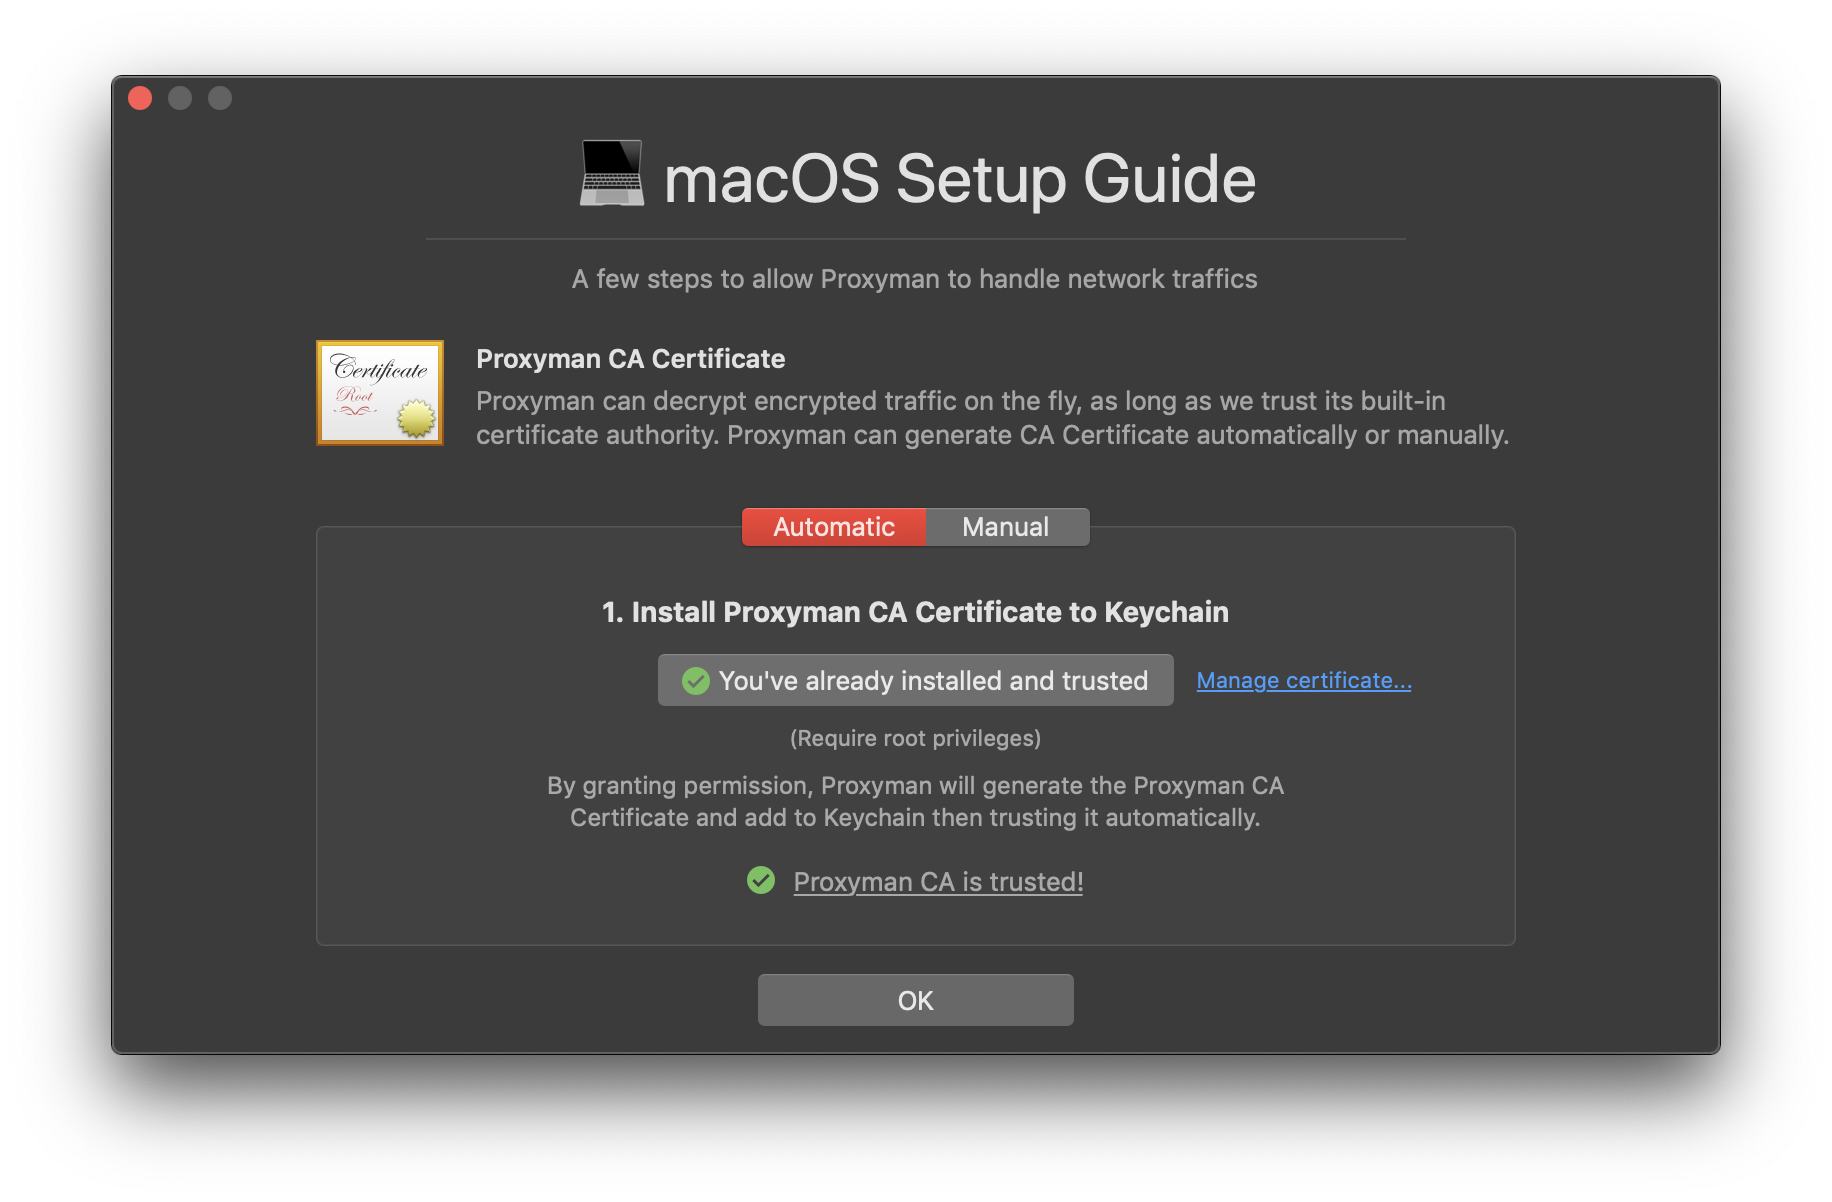 macOS Setup Guide
A few steps to allow Proxyman to handle network traffics
Certificate
Root
Proxyman CA Certificate
Proxyman can decrypt encrypted traffic on the fly, as long as we trust its built-in
certificate authority. Proxyman can generate CA Certificate automatically or manually.
Automatic Manual
1. Install Proxyman CA Certificate to Keychain
You've already installed and trusted Manage certificate...
(Require root privileges)
By granting permission, Proxyman will generate the Proxyman CA
Certificate and add to Keychain then trusting it automatically.
Proxyman CA is trusted!
OK